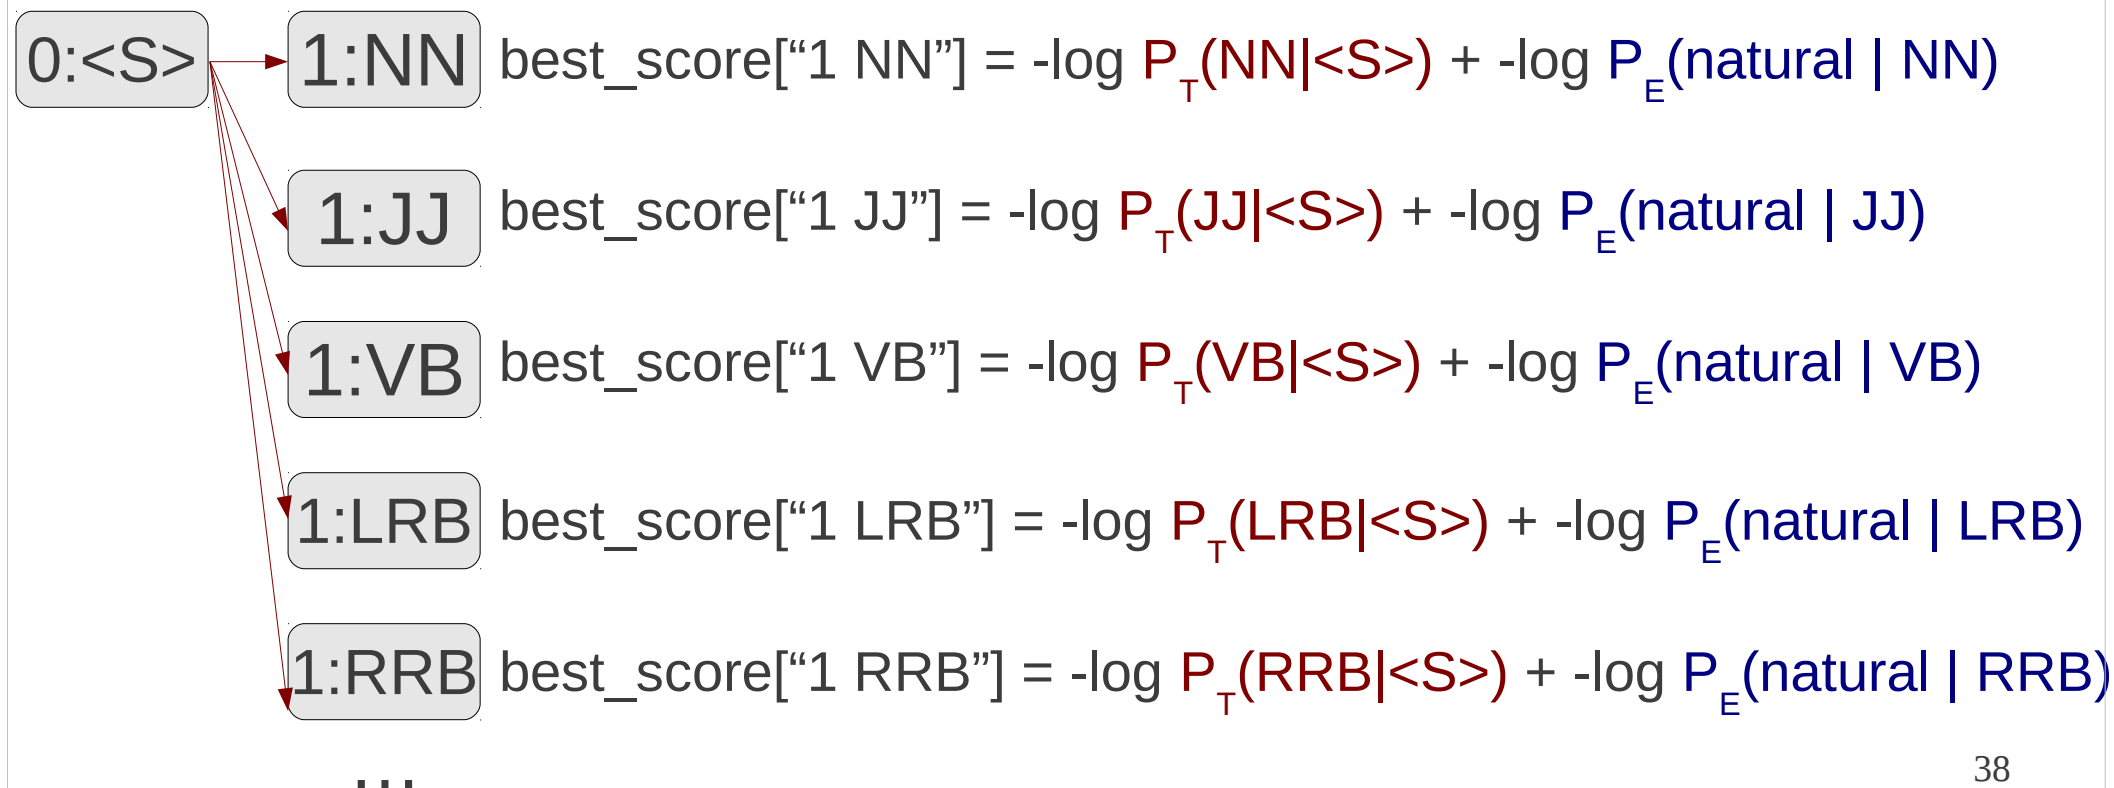 0:<S> 1:NN best_score[“1 NN”] = -log P_T(NN|<S>) + -log P_E(natural | NN)
1:JJ best_score[“1 JJ”] = -log P_T(JJ|<S>) + -log P_E(natural | JJ)
1:VB best_score[“1 VB”] = -log P_T(VB|<S>) + -log P_E(natural | VB)
1:LRB best_score[“1 LRB”] = -log P_T(LRB|<S>) + -log P_E(natural | LRB)
1:RRB best_score[“1 RRB”] = -log P_T(RRB|<S>) + -log P_E(natural | RRB)
...
38